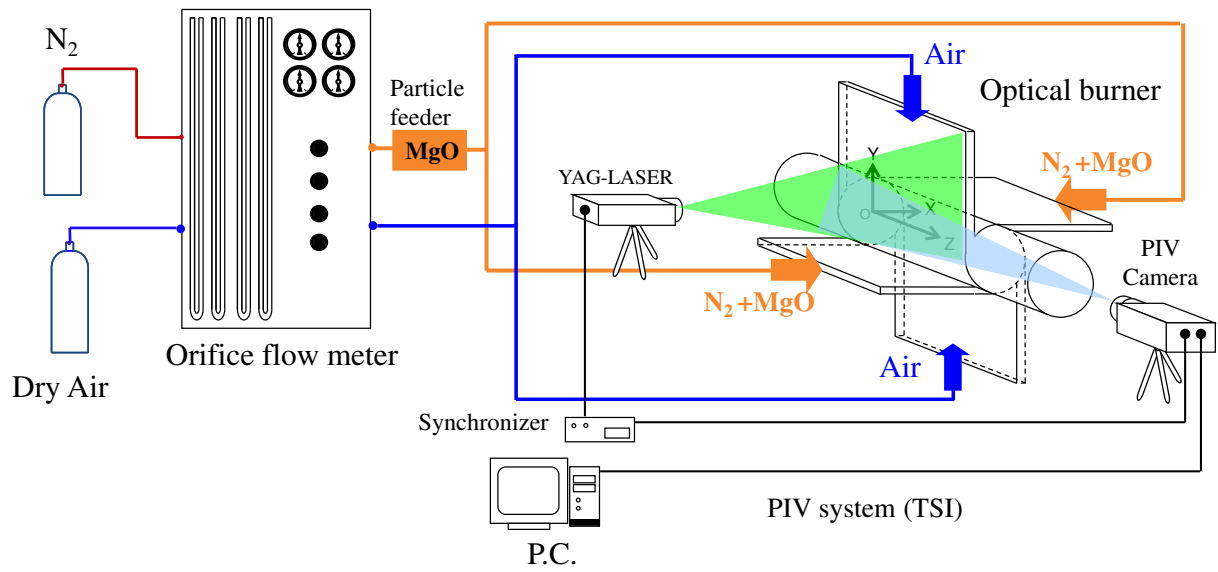 N₂
Dry Air
Orifice flow meter
Particle
feeder
MgO
Air
Optical burner
YAG-LASER
Y
O
X
Z
N₂+MgO
N₂+MgO
Air
PIV
Camera
Synchronizer
P.C.
PIV system (TSI)